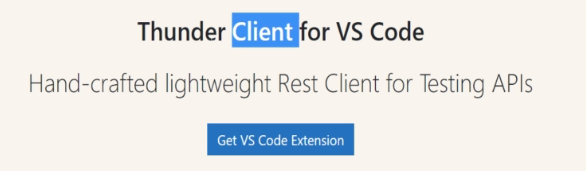 Thunder Client for VS Code
Hand-crafted lightweight Rest Client for Testing APIs
Get VS Code Extension